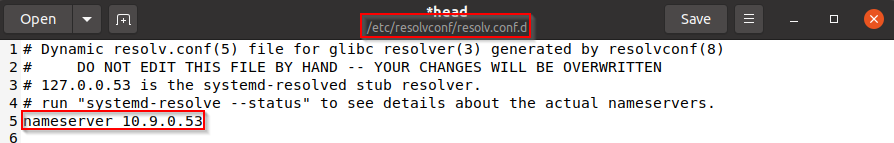 Open
*head
/etc/resolvconf/resolv.conf.d
Save
1 # Dynamic resolv.conf(5) file for glibc resolver(3) generated by resolvconf(8)
2 #     DO NOT EDIT THIS FILE BY HAND -- YOUR CHANGES WILL BE OVERWRITTEN
3 # 127.0.0.53 is the systemd-resolved stub resolver.
4 # run "systemd-resolve --status" to see details about the actual nameservers.
5 nameserver 10.9.0.53
6